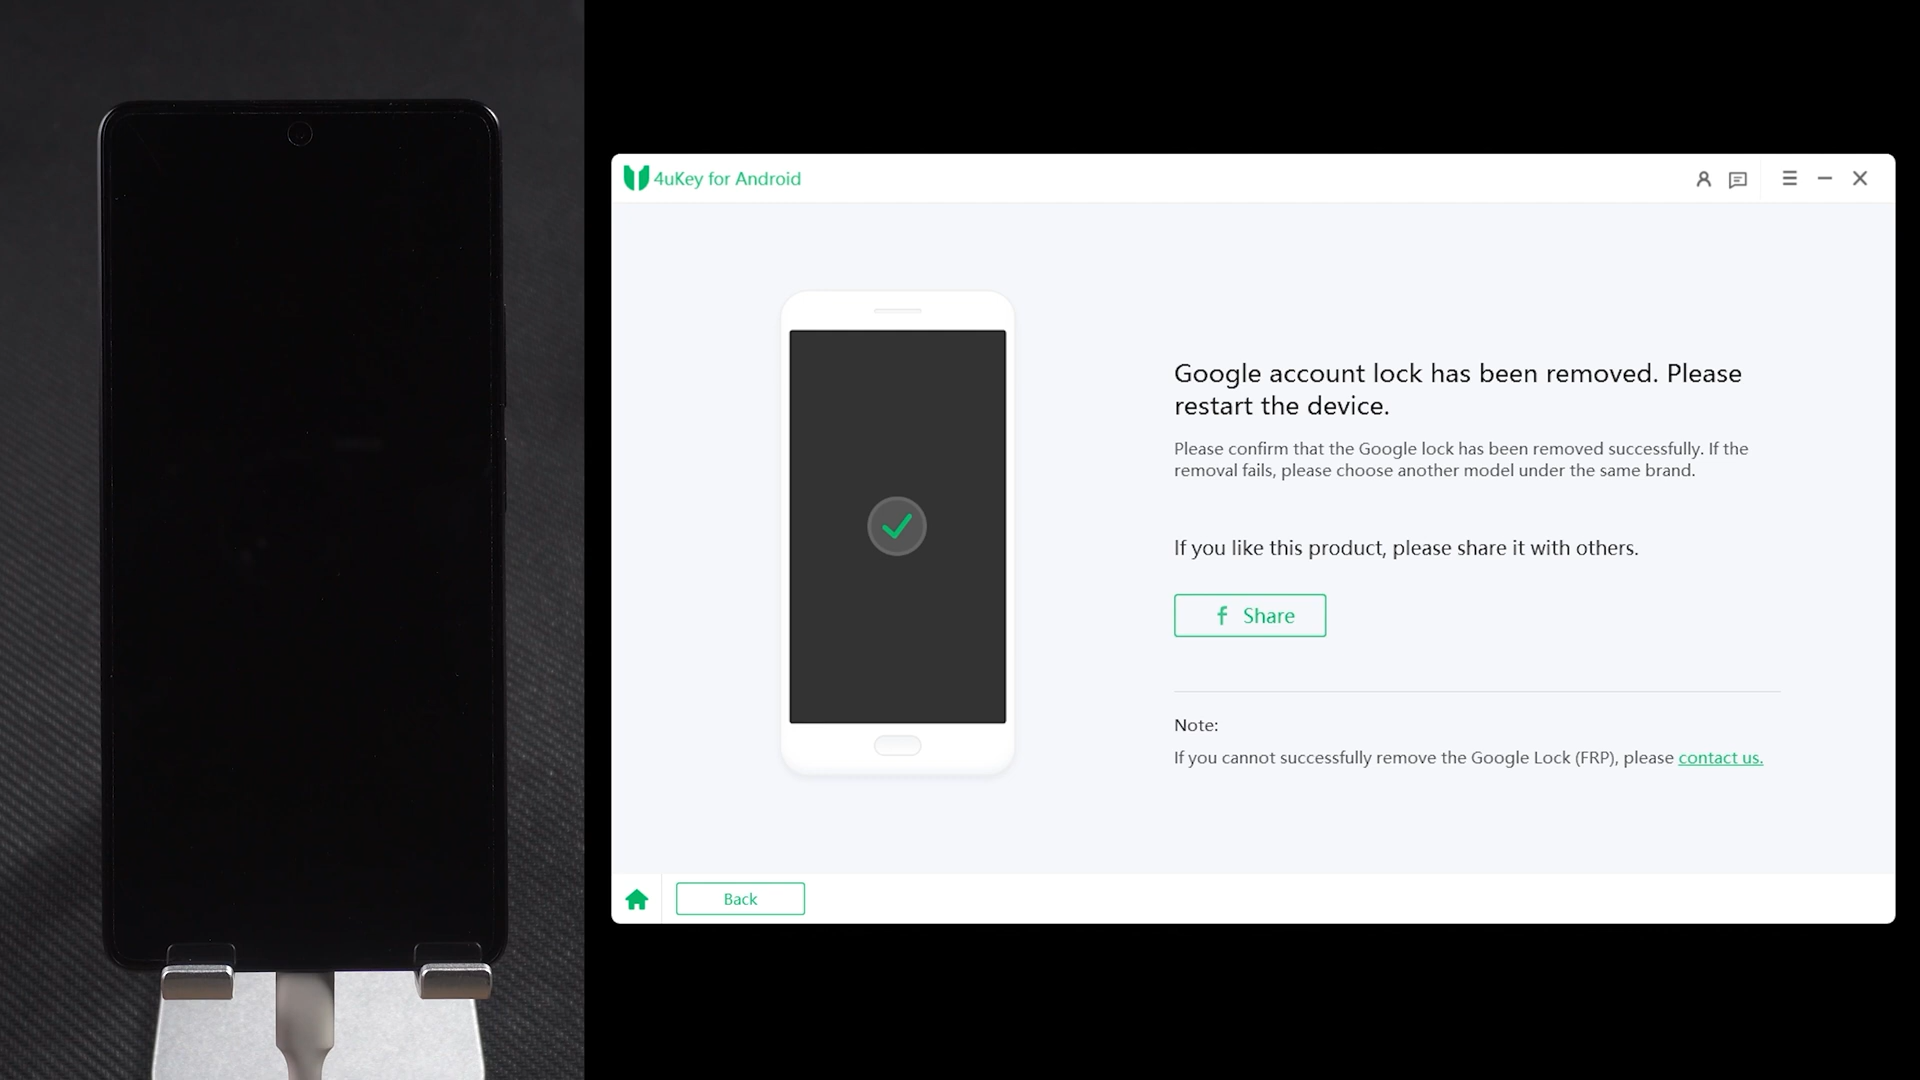 4uKey for Android
Google account lock has been removed. Please
restart the device.
Please confirm that the Google lock has been removed successfully. If the
removal fails, please choose another model under the same brand.
If you like this product, please share it with others.
f Share
Note:
If you cannot successfully remove the Google Lock (FRP), please contact us.
Back